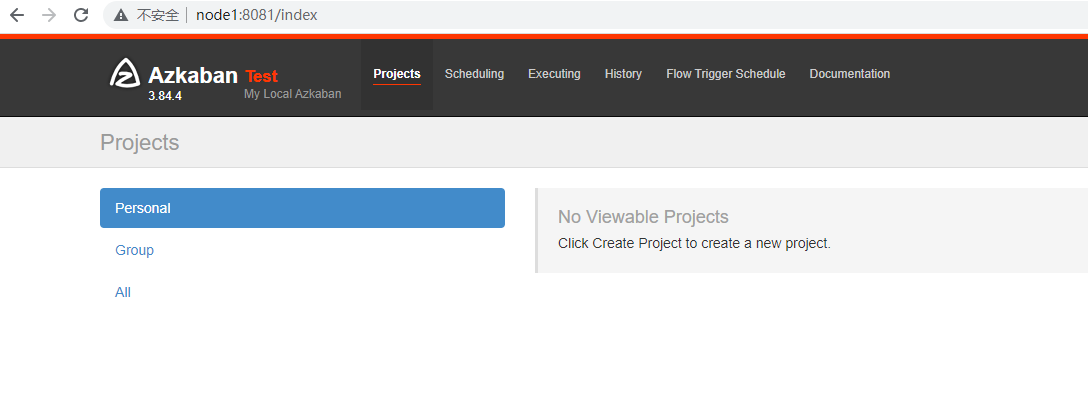 不安全 node1:8081/index
Azkaban Test Projects Scheduling Executing History Flow Trigger Schedule Documentation
3.84.4 My Local Azkaban
Projects
Personal
Group
All
No Viewable Projects
Click Create Project to create a new project.